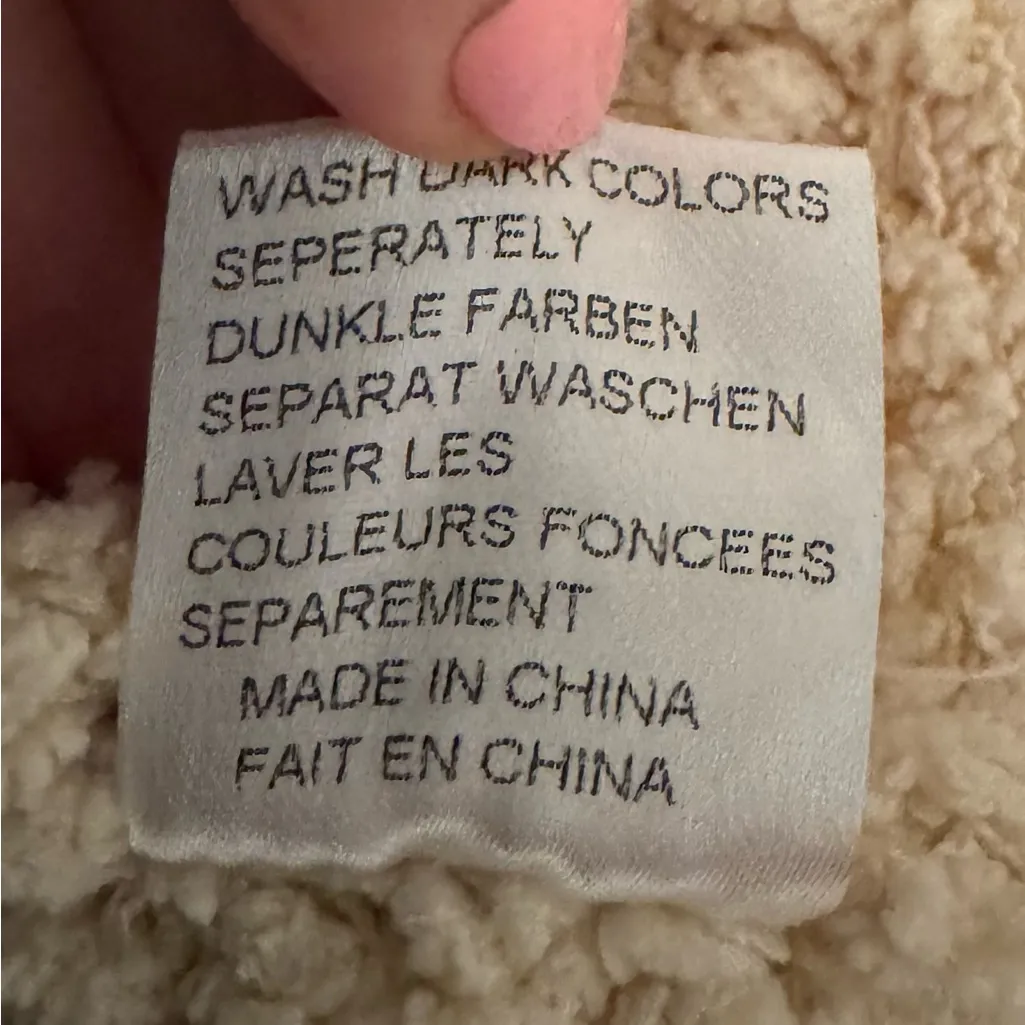 WASH DARK COLORS
SEPERATELY
DUNKLE FARBEN
SEPARAT WASCHEN
LAVER LES
COULEURS FONCEES
SEPAREMENT
MADE IN CHINA
FAIT EN CHINA